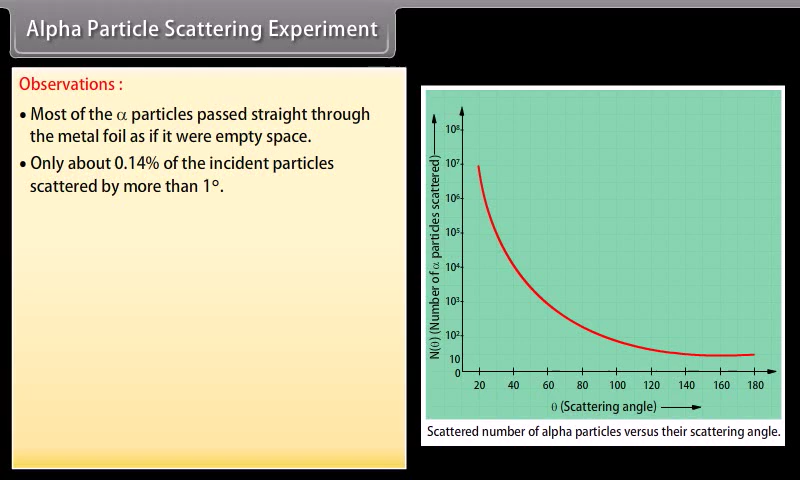 Alpha Particle Scattering Experiment
Observations :
• Most of the α particles passed straight through
the metal foil as if it were empty space.
• Only about 0.14% of the incident particles
scattered by more than 1º.
N(θ) (Number of α particles scattered)
10⁸
10⁷
10⁶
10⁵
10⁴
10³
10²
10
0
20 40 60 80 100 120 140 160 180
θ (Scattering angle)
Scattered number of alpha particles versus their scattering angle.